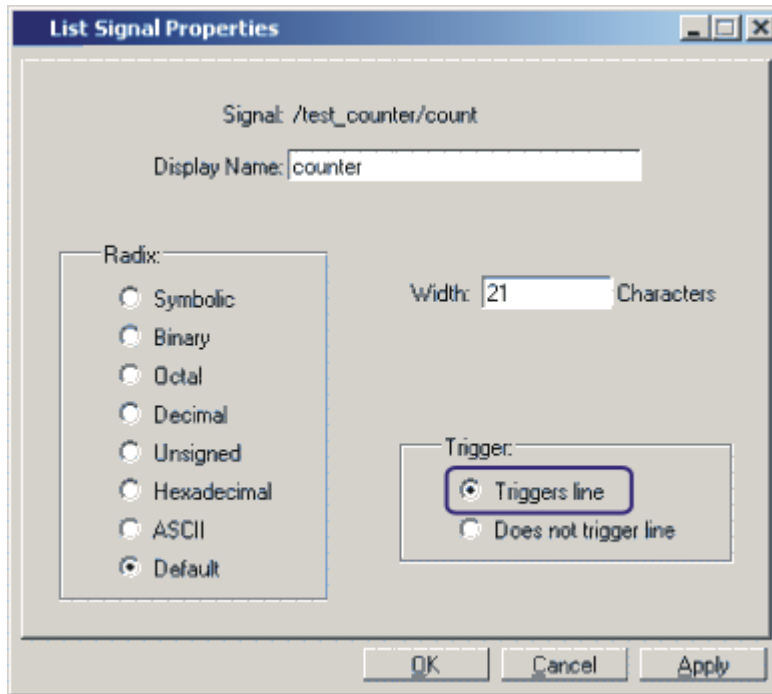 List Signal Properties
Signal: /test_counter/count
Display Name: counter
Radix:
Symbolic
Binary
Octal
Decimal
Unsigned
Hexadecimal
ASCII
Default
Width: 21 Characters
Trigger:
Triggers line
Does not trigger line
OK Cancel Apply